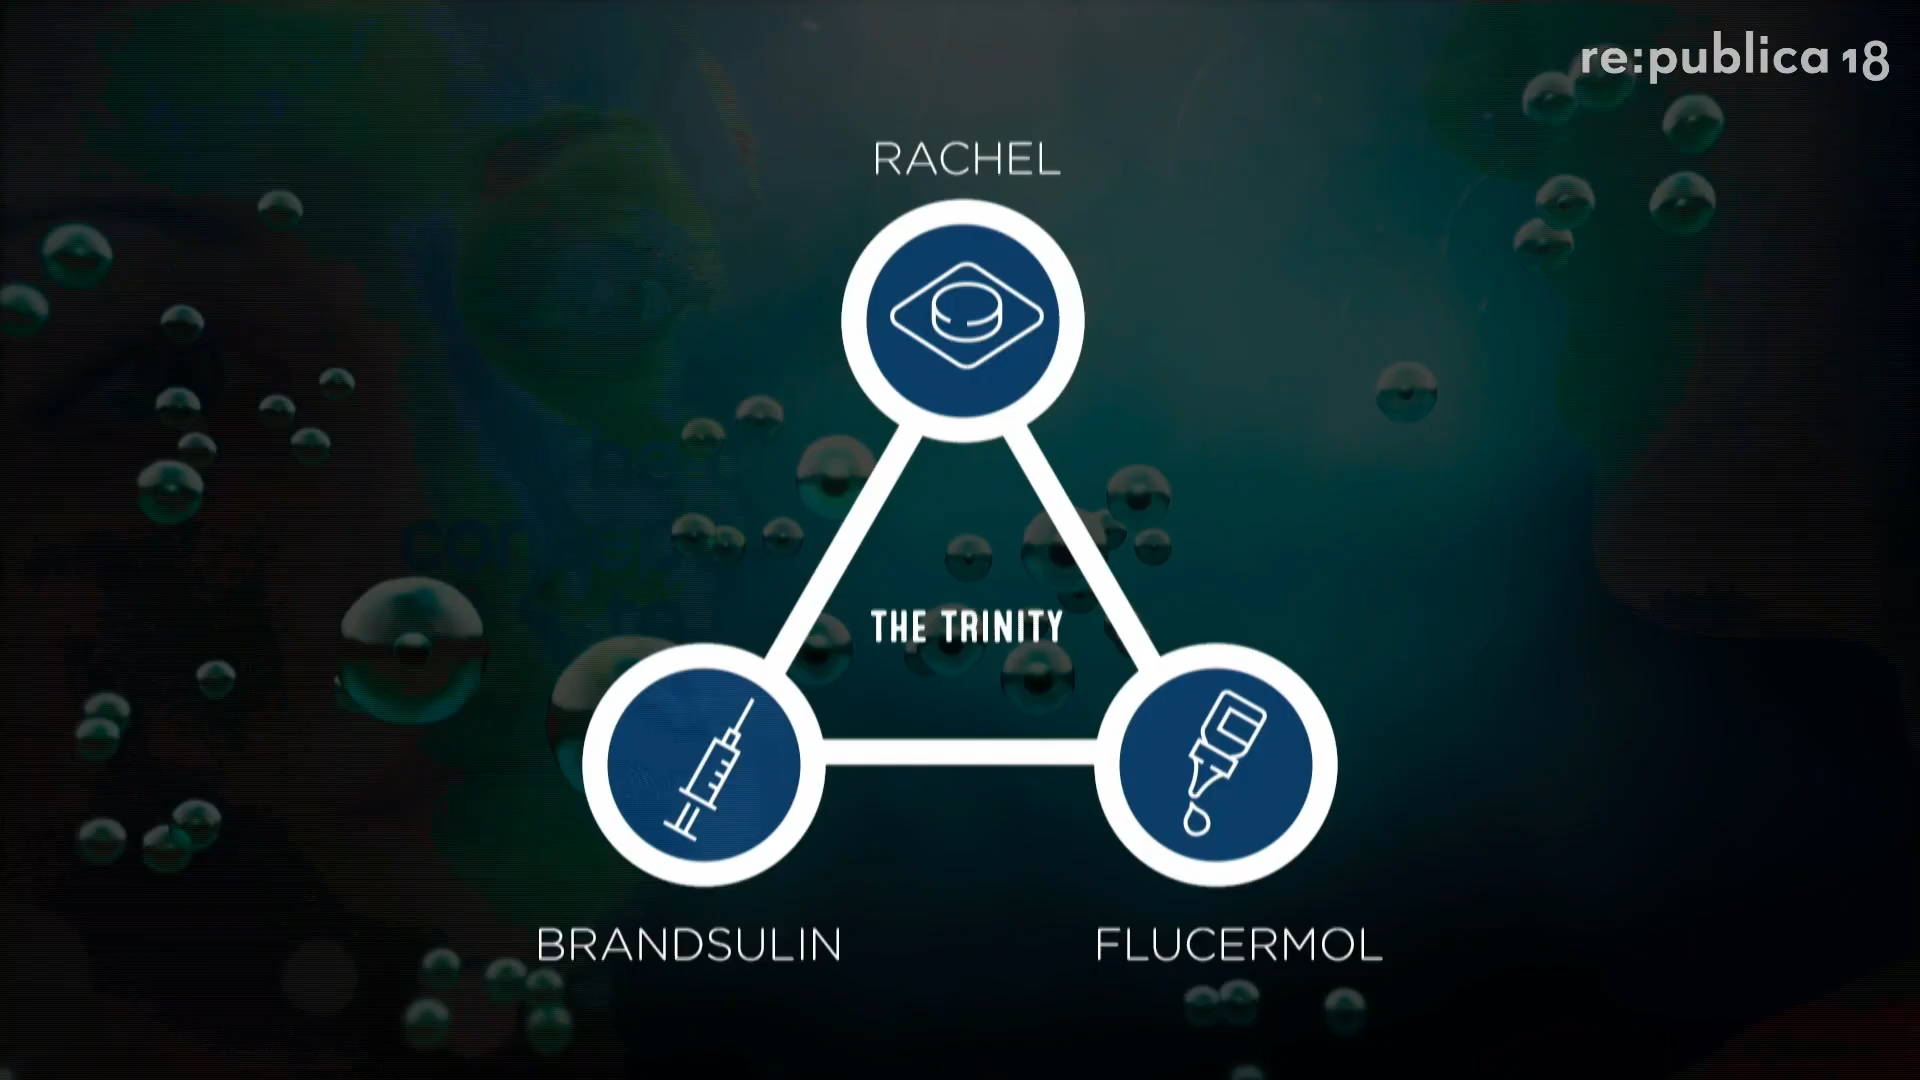 re:publica 18
RACHEL
THE TRINITY
BRANDSULIN
FLUCERMOL